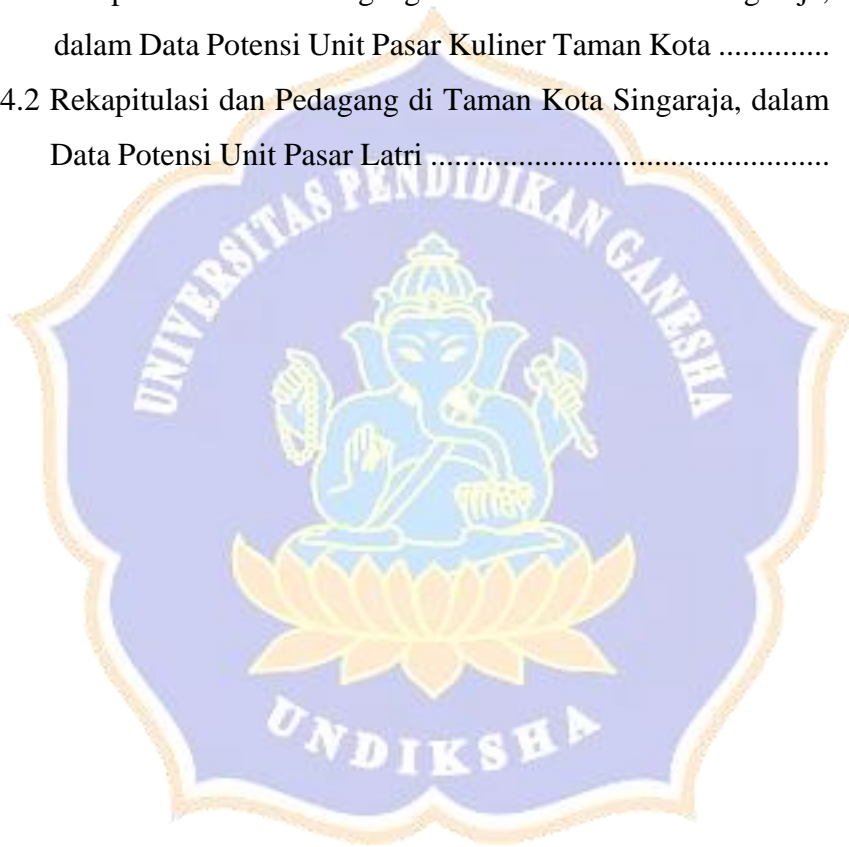 dalam Data Potensi Unit Pasar Kuliner Taman Kota ..............
4.2 Rekapitulasi dan Pedagang di Taman Kota Singaraja, dalam
Data Potensi Unit Pasar Latri ................................................
UNIVERSITAS PENDIDIKAN GANESHA
UNDIKSHA